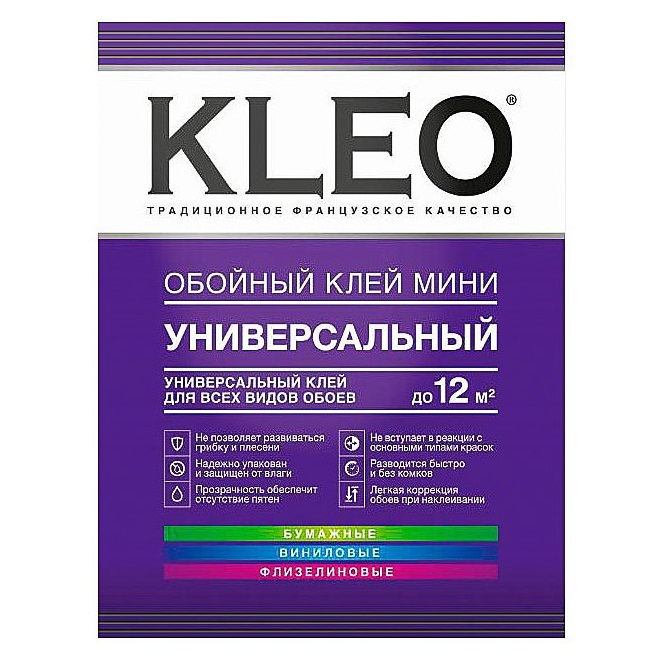 KLEO®
ТРАДИЦИОННОЕ ФРАНЦУЗСКОЕ КАЧЕСТВО
ОБОЙНЫЙ КЛЕЙ МИНИ
УНИВЕРСАЛЬНЫЙ
УНИВЕРСАЛЬНЫЙ КЛЕЙ
ДЛЯ ВСЕХ ВИДОВ ОБОЕВ
ДО 12 М²
Не позволяет развиваться
грибку и плесени
Надежно упакован
и защищен от влаги
Прозрачность обеспечит
отсутствие пятен
Не вступает в реакции с
основными типами красок
Разводится быстро
и без комков
Легкая коррекция
обоев при наклеивании
БУМАЖНЫЕ
ВИНИЛОВЫЕ
ФЛИЗЕЛИНОВЫЕ